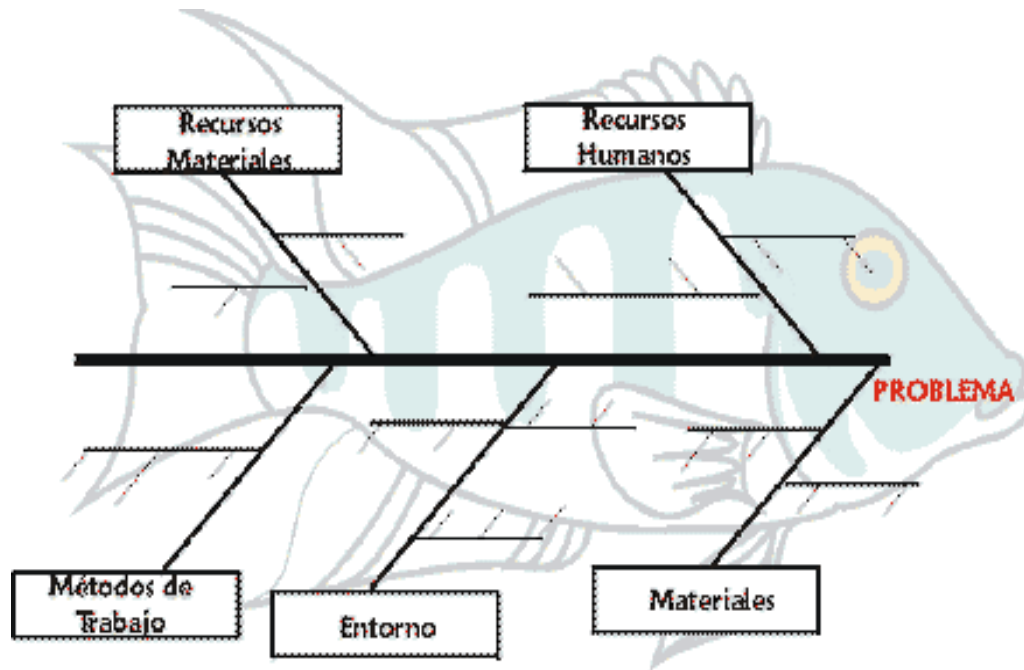 Recursos
Materiales
Recursos
Humanos
PROBLEMA
Métodos de
Trabajo
Entorno
Materiales